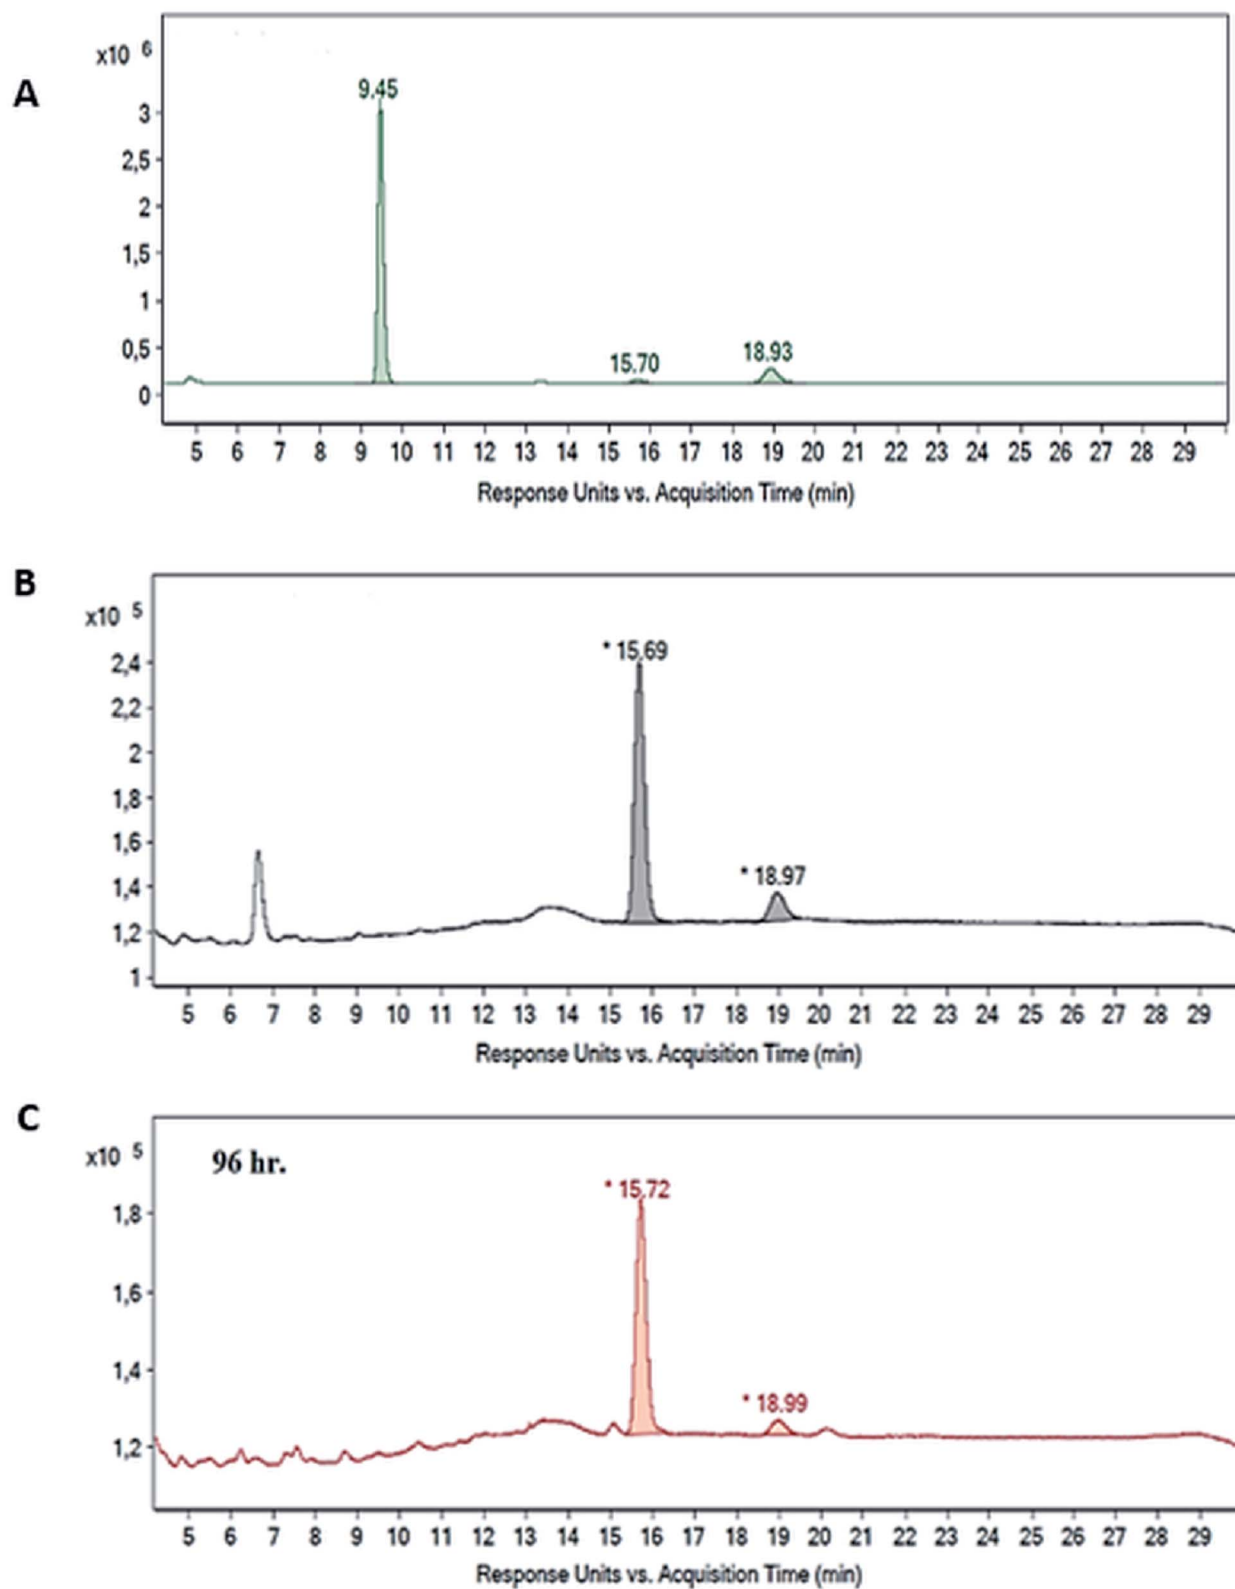 A
x10 6
9.45
3
2,5
2
1,5
1
0,5
0
15.70
18.93
5 6 7 8 9 10 11 12 13 14 15 16 17 18 19 20 21 22 23 24 25 26 27 28 29
Response Units vs. Acquisition Time (min)
B
x10 5
* 15.69
2,4
2,2
2
1,8
1,6
1,4
1,2
1
* 18.97
5 6 7 8 9 10 11 12 13 14 15 16 17 18 19 20 21 22 23 24 25 26 27 28 29
Response Units vs. Acquisition Time (min)
C
x10 5
96 hr.
* 15.72
1,8
1,6
1,4
1,2
* 18.99
5 6 7 8 9 10 11 12 13 14 15 16 17 18 19 20 21 22 23 24 25 26 27 28 29
Response Units vs. Acquisition Time (min)